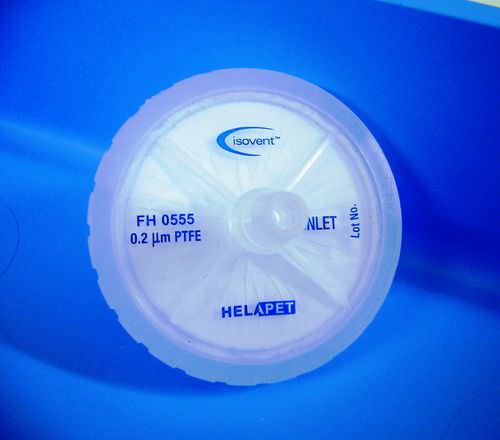 isovent™
FH 0555
0.2 µm PTFE
INLET
Lot No.
HELAPET